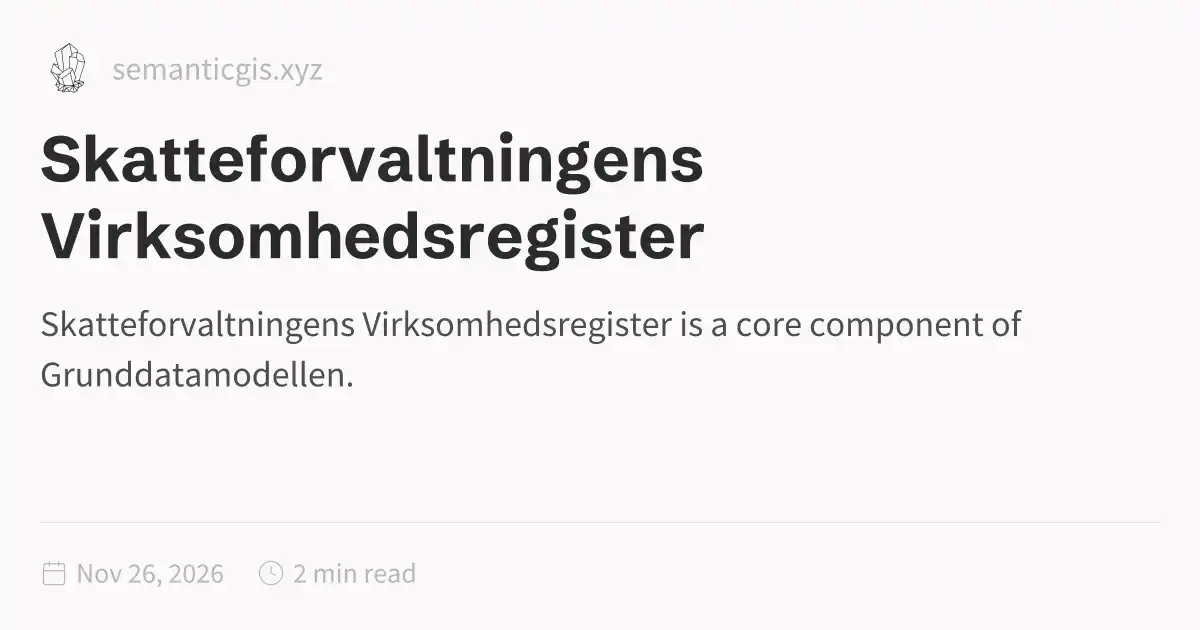 semanticgis.xyz
Skatteforvaltningens
Virksomhedsregister
Skatteforvaltningens Virksomhedsregister is a core component of
Grunddatamodellen.
Nov 26, 2026 2 min read